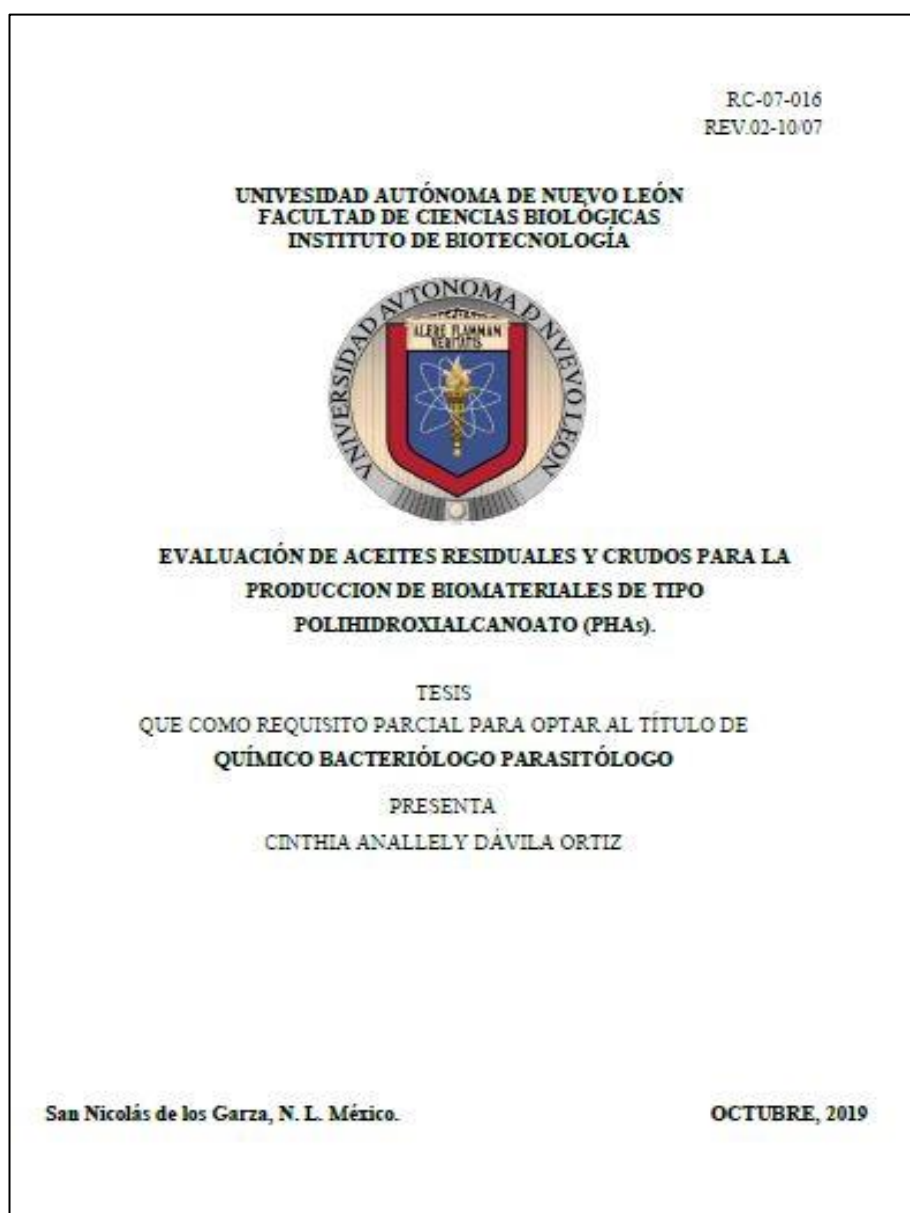 RC-07-016
REV.02-10/07
UNIVESIDAD AUTÓNOMA DE NUEVO LEÓN
FACULTAD DE CIENCIAS BIOLÓGICAS
INSTITUTO DE BIOTECNOLOGÍA
VNIVERSIDAD AVTONOMA D NVEVO LEON
ALERE FLAMMAM
VERITATIS
EVALUACIÓN DE ACEITES RESIDUALES Y CRUDOS PARA LA
PRODUCCION DE BIOMATERIALES DE TIPO
POLIHIDROXIALCANOATO (PHAs).
TESIS
QUE COMO REQUISITO PARCIAL PARA OPTAR AL TÍTULO DE
QUÍMICO BACTERIÓLOGO PARASITÓLOGO
PRESENTA
CINTHIA ANALLELY DÁVILA ORTIZ
San Nicolás de los Garza, N. L. México.
OCTUBRE, 2019